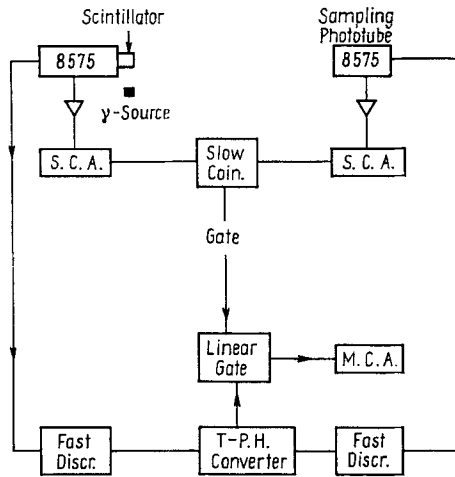 Scintillator
Sampling
Phototube
8575
8575
γ-Source
S. C. A.
Slow
Coin.
S. C. A.
Gate
Linear
Gate
M. C. A.
Fast
Discr.
T-P.H.
Converter
Fast
Discr.